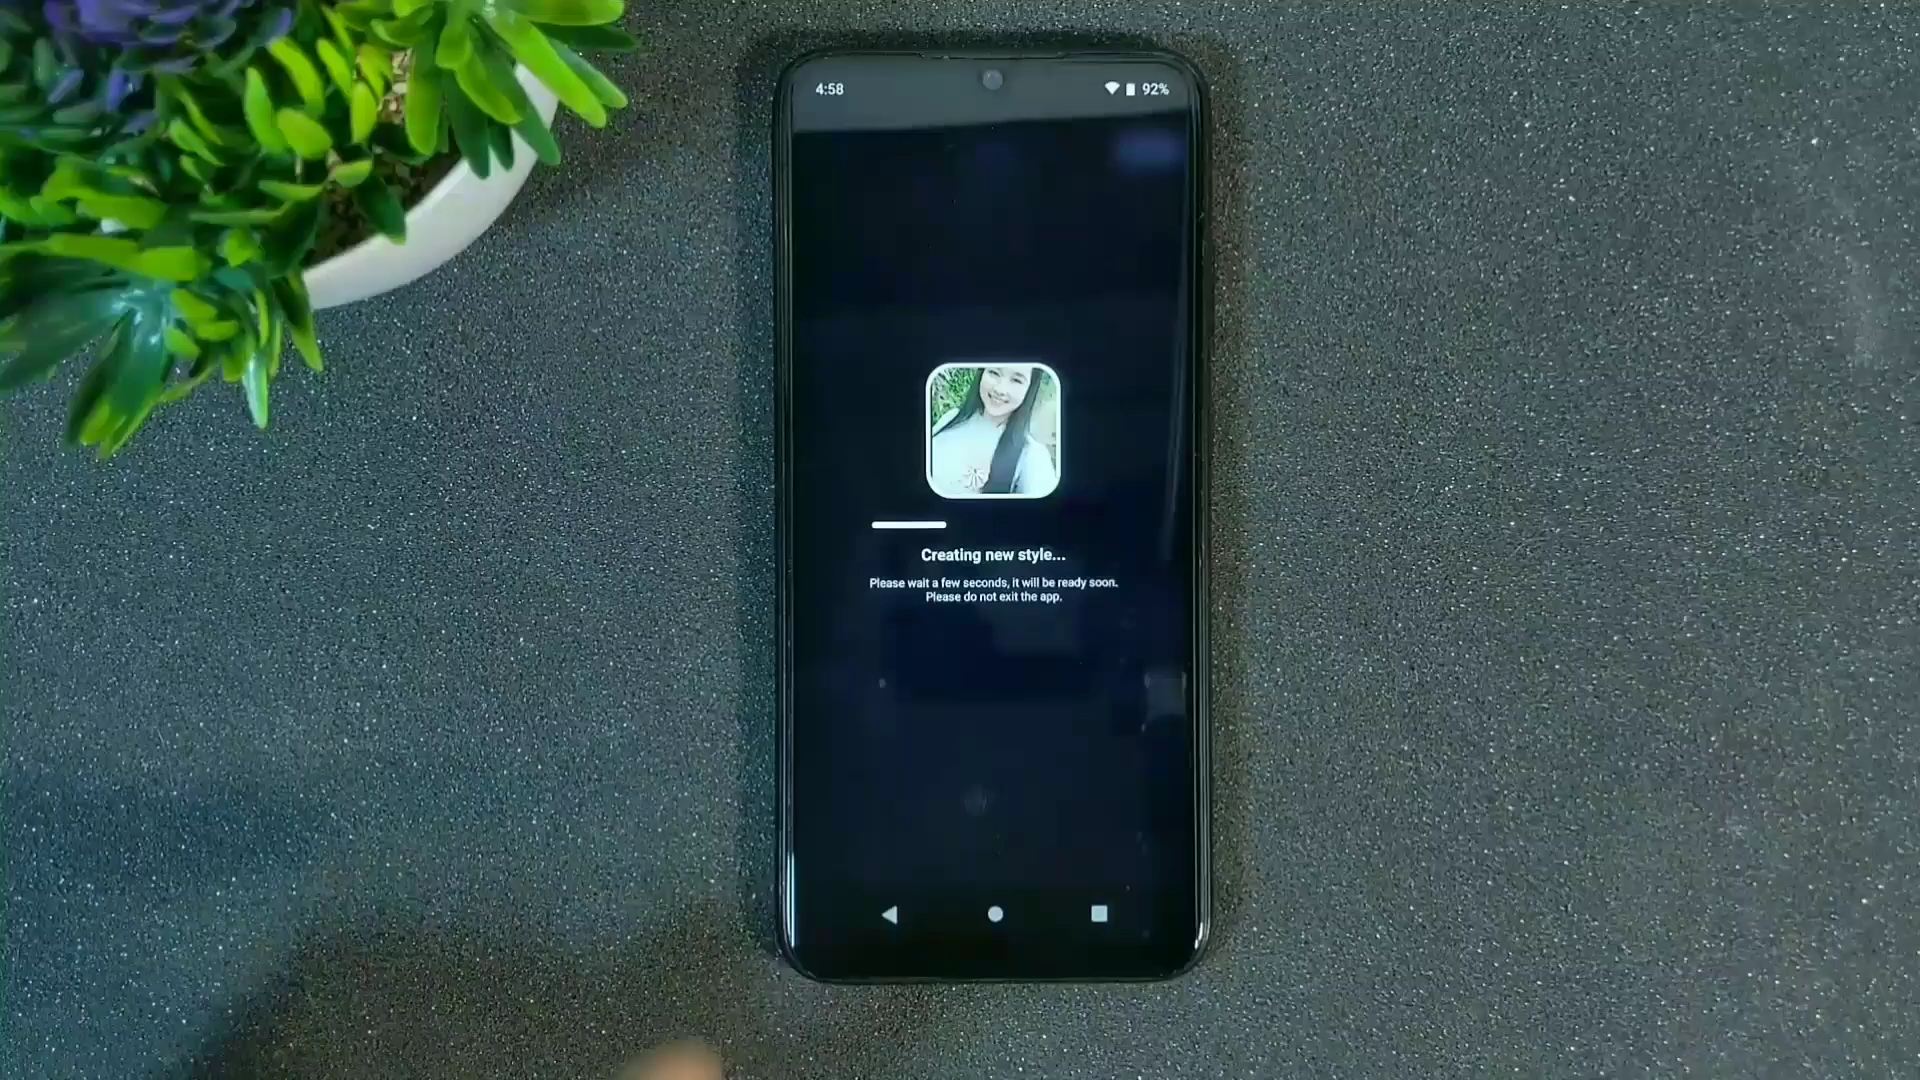 4:58
92%
Creating new style...
Please wait a few seconds, it will be ready soon.
Please do not exit the app.